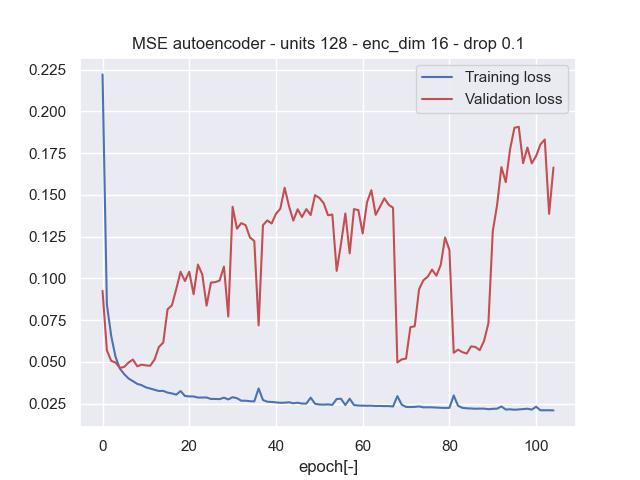 MSE autoencoder - units 128 - enc_dim 16 - drop 0.1
Training loss
Validation loss
0.225
0.200
0.175
0.150
0.125
0.100
0.075
0.050
0.025
0 20 40 60 80 100
epoch[-]